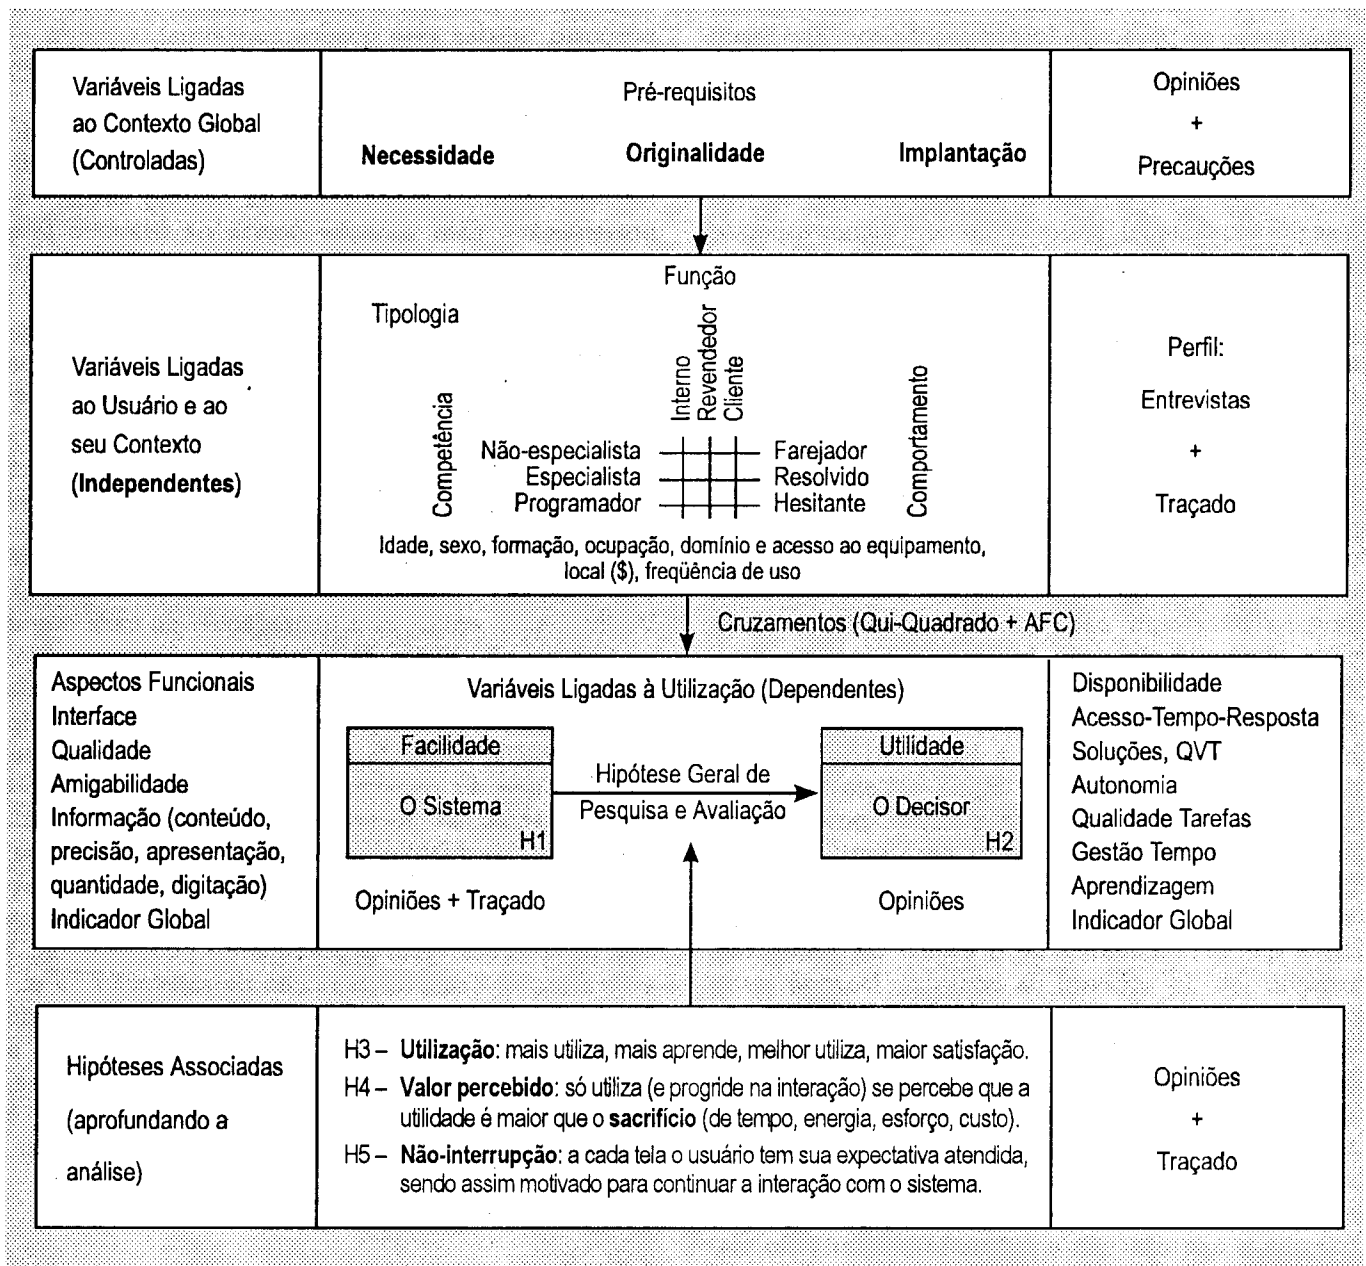 Variáveis Ligadas
ao Contexto Global
(Controladas)
Pré-requisitos
Necessidade Originalidade Implantação
Opiniões
+
Precauções
Variáveis Ligadas
ao Usuário e ao
seu Contexto
(Independentes)
Função
Tipologia
Competência
Interno
Revendedor
Cliente
Comportamento
Não-especialista Farejador
Especialista Resolvido
Programador Hesitante
Idade, sexo, formação, ocupação, domínio e acesso ao equipamento,
local ($), freqüência de uso
Perfil:
Entrevistas
+
Traçado
Cruzamentos (Qui-Quadrado + AFC)
Aspectos Funcionais
Interface
Qualidade
Amigabilidade
Informação (conteúdo,
precisão, apresentação,
quantidade, digitação)
Indicador Global
Variáveis Ligadas à Utilização (Dependentes)
Facilidade
O Sistema
H1
Opiniões + Traçado
Hipótese Geral de
Pesquisa e Avaliação
Utilidade
O Decisor
H2
Opiniões
Disponibilidade
Acesso-Tempo-Resposta
Soluções, QVT
Autonomia
Qualidade Tarefas
Gestão Tempo
Aprendizagem
Indicador Global
Hipóteses Associadas
(aprofundando a
análise)
H3 – Utilização: mais utiliza, mais aprende, melhor utiliza, maior satisfação.
H4 – Valor percebido: só utiliza (e progride na interação) se percebe que a
utilidade é maior que o sacrifício (de tempo, energia, esforço, custo).
H5 – Não-interrupção: a cada tela o usuário tem sua expectativa atendida,
sendo assim motivado para continuar a interação com o sistema.
Opiniões
+
Traçado